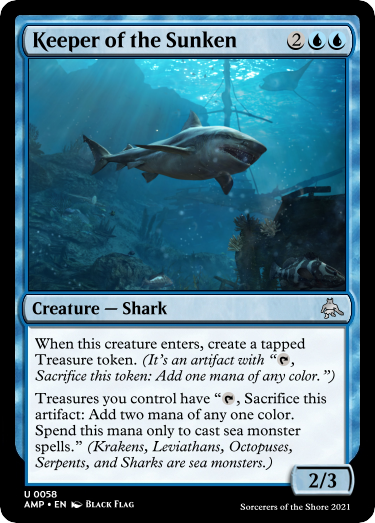 Keeper of the Sunken 2
Creature — Shark
When this creature enters, create a tapped
Treasure token. (It's an artifact with “,
Sacrifice this token: Add one mana of any color.”)
Treasures you control have “, Sacrifice this
artifact: Add two mana of any one color.
Spend this mana only to cast sea monster
spells.” (Krakens, Leviathans, Octopuses,
Serpents, and Sharks are sea monsters.)
2/3
U 0058
AMP • EN Black Flag
Sorcerers of the Shore 2021